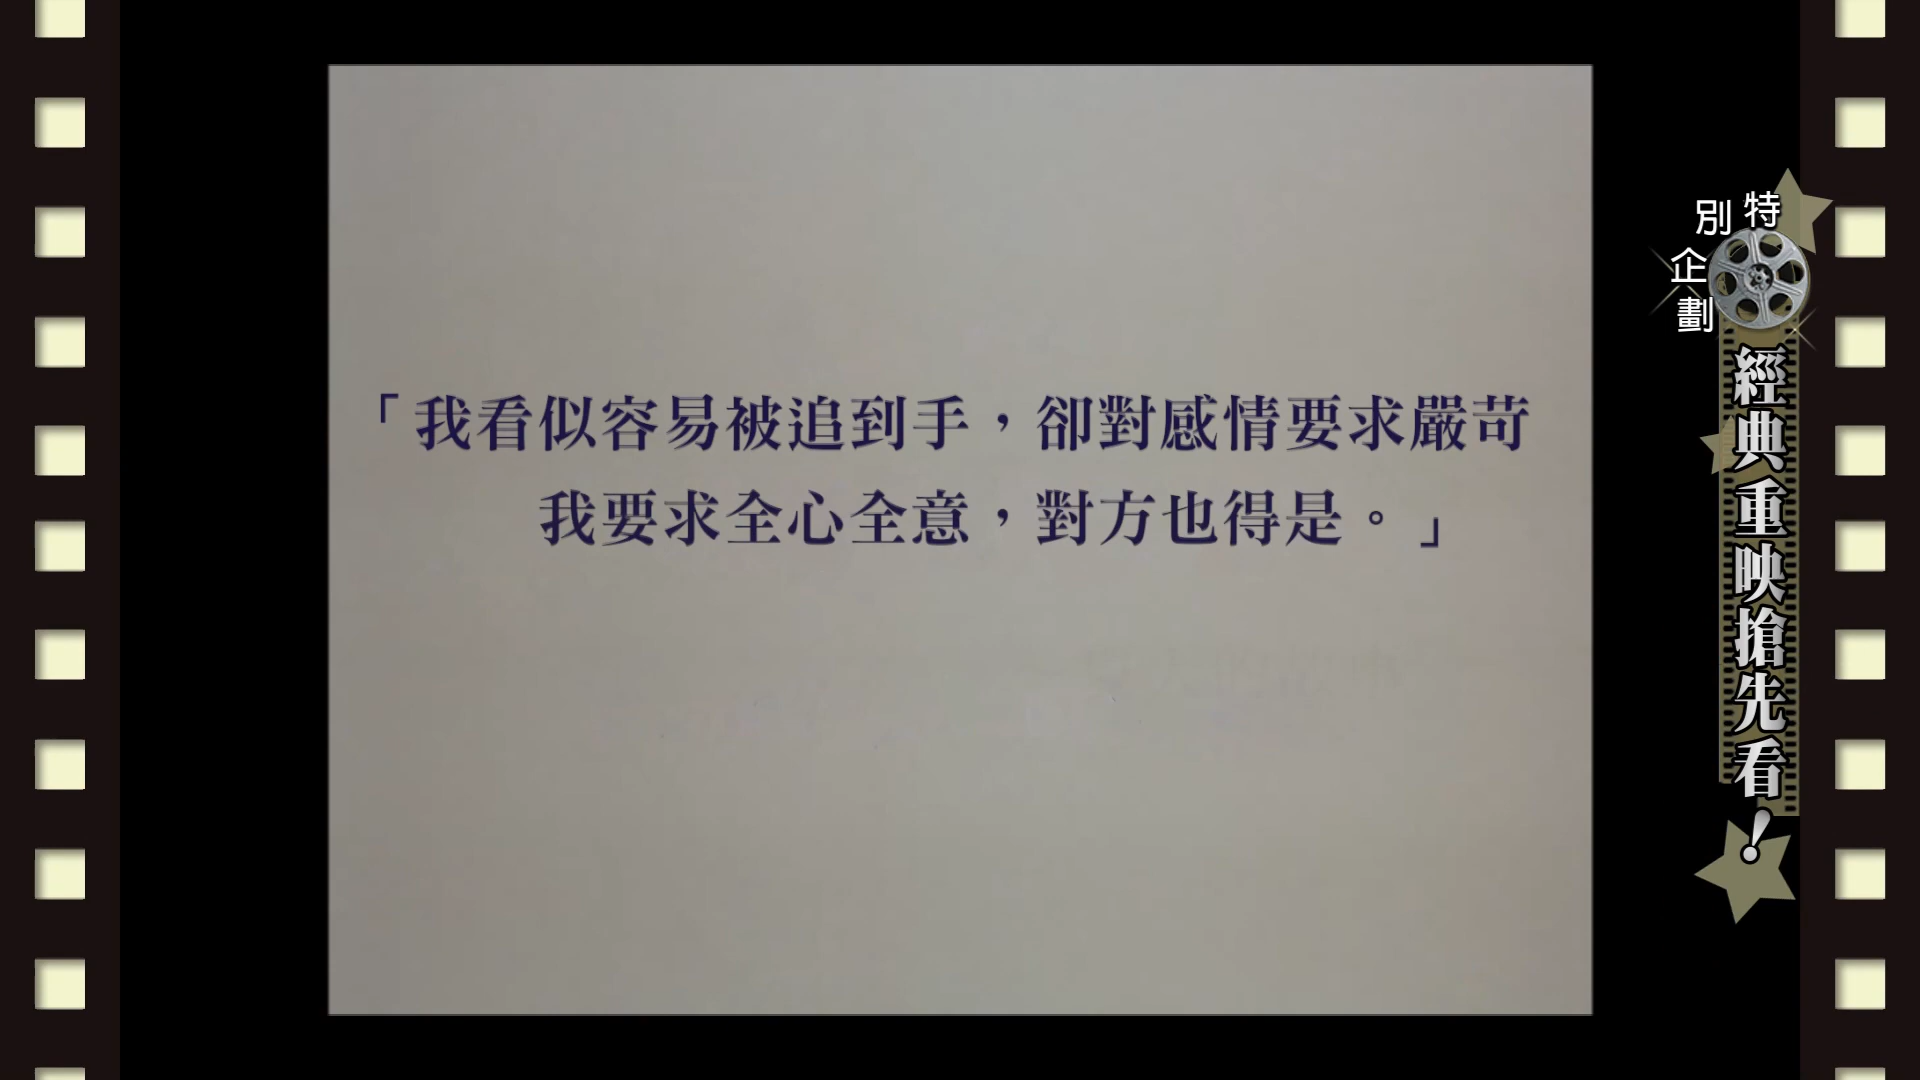 「我看似容易被追到手，卻對感情要求嚴苛
我要求全心全意，對方也得是。」
特別企劃
經典重映搶先看！